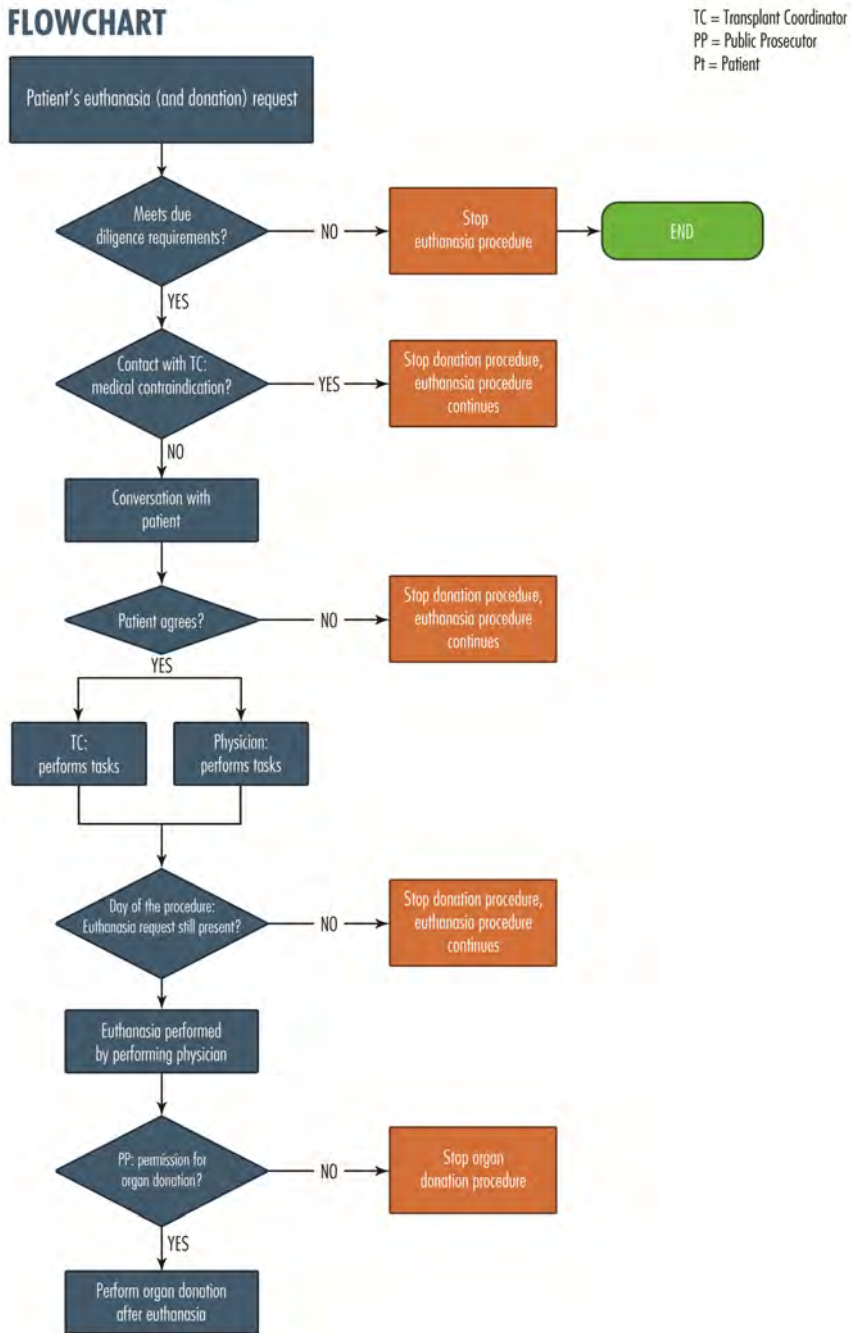 FLOWCHART
TC = Transplant Coordinator
PP = Public Prosecutor
Pt = Patient
Patient's euthanasia (and donation) request
Meets due
diligence requirements?
NO
Stop
euthanasia procedure
END
YES
Contact with TC:
medical contraindication?
YES
Stop donation procedure,
euthanasia procedure
continues
NO
Conversation with
patient
Patient agrees?
NO
Stop donation procedure,
euthanasia procedure
continues
YES
TC:
performs tasks
Physician:
performs tasks
Day of the procedure:
Euthanasia request still present?
NO
Stop donation procedure,
euthanasia procedure
continues
Euthanasia performed
by performing physician
PP: permission for
organ donation?
NO
Stop organ
donation procedure
YES
Perform organ donation
after euthanasia